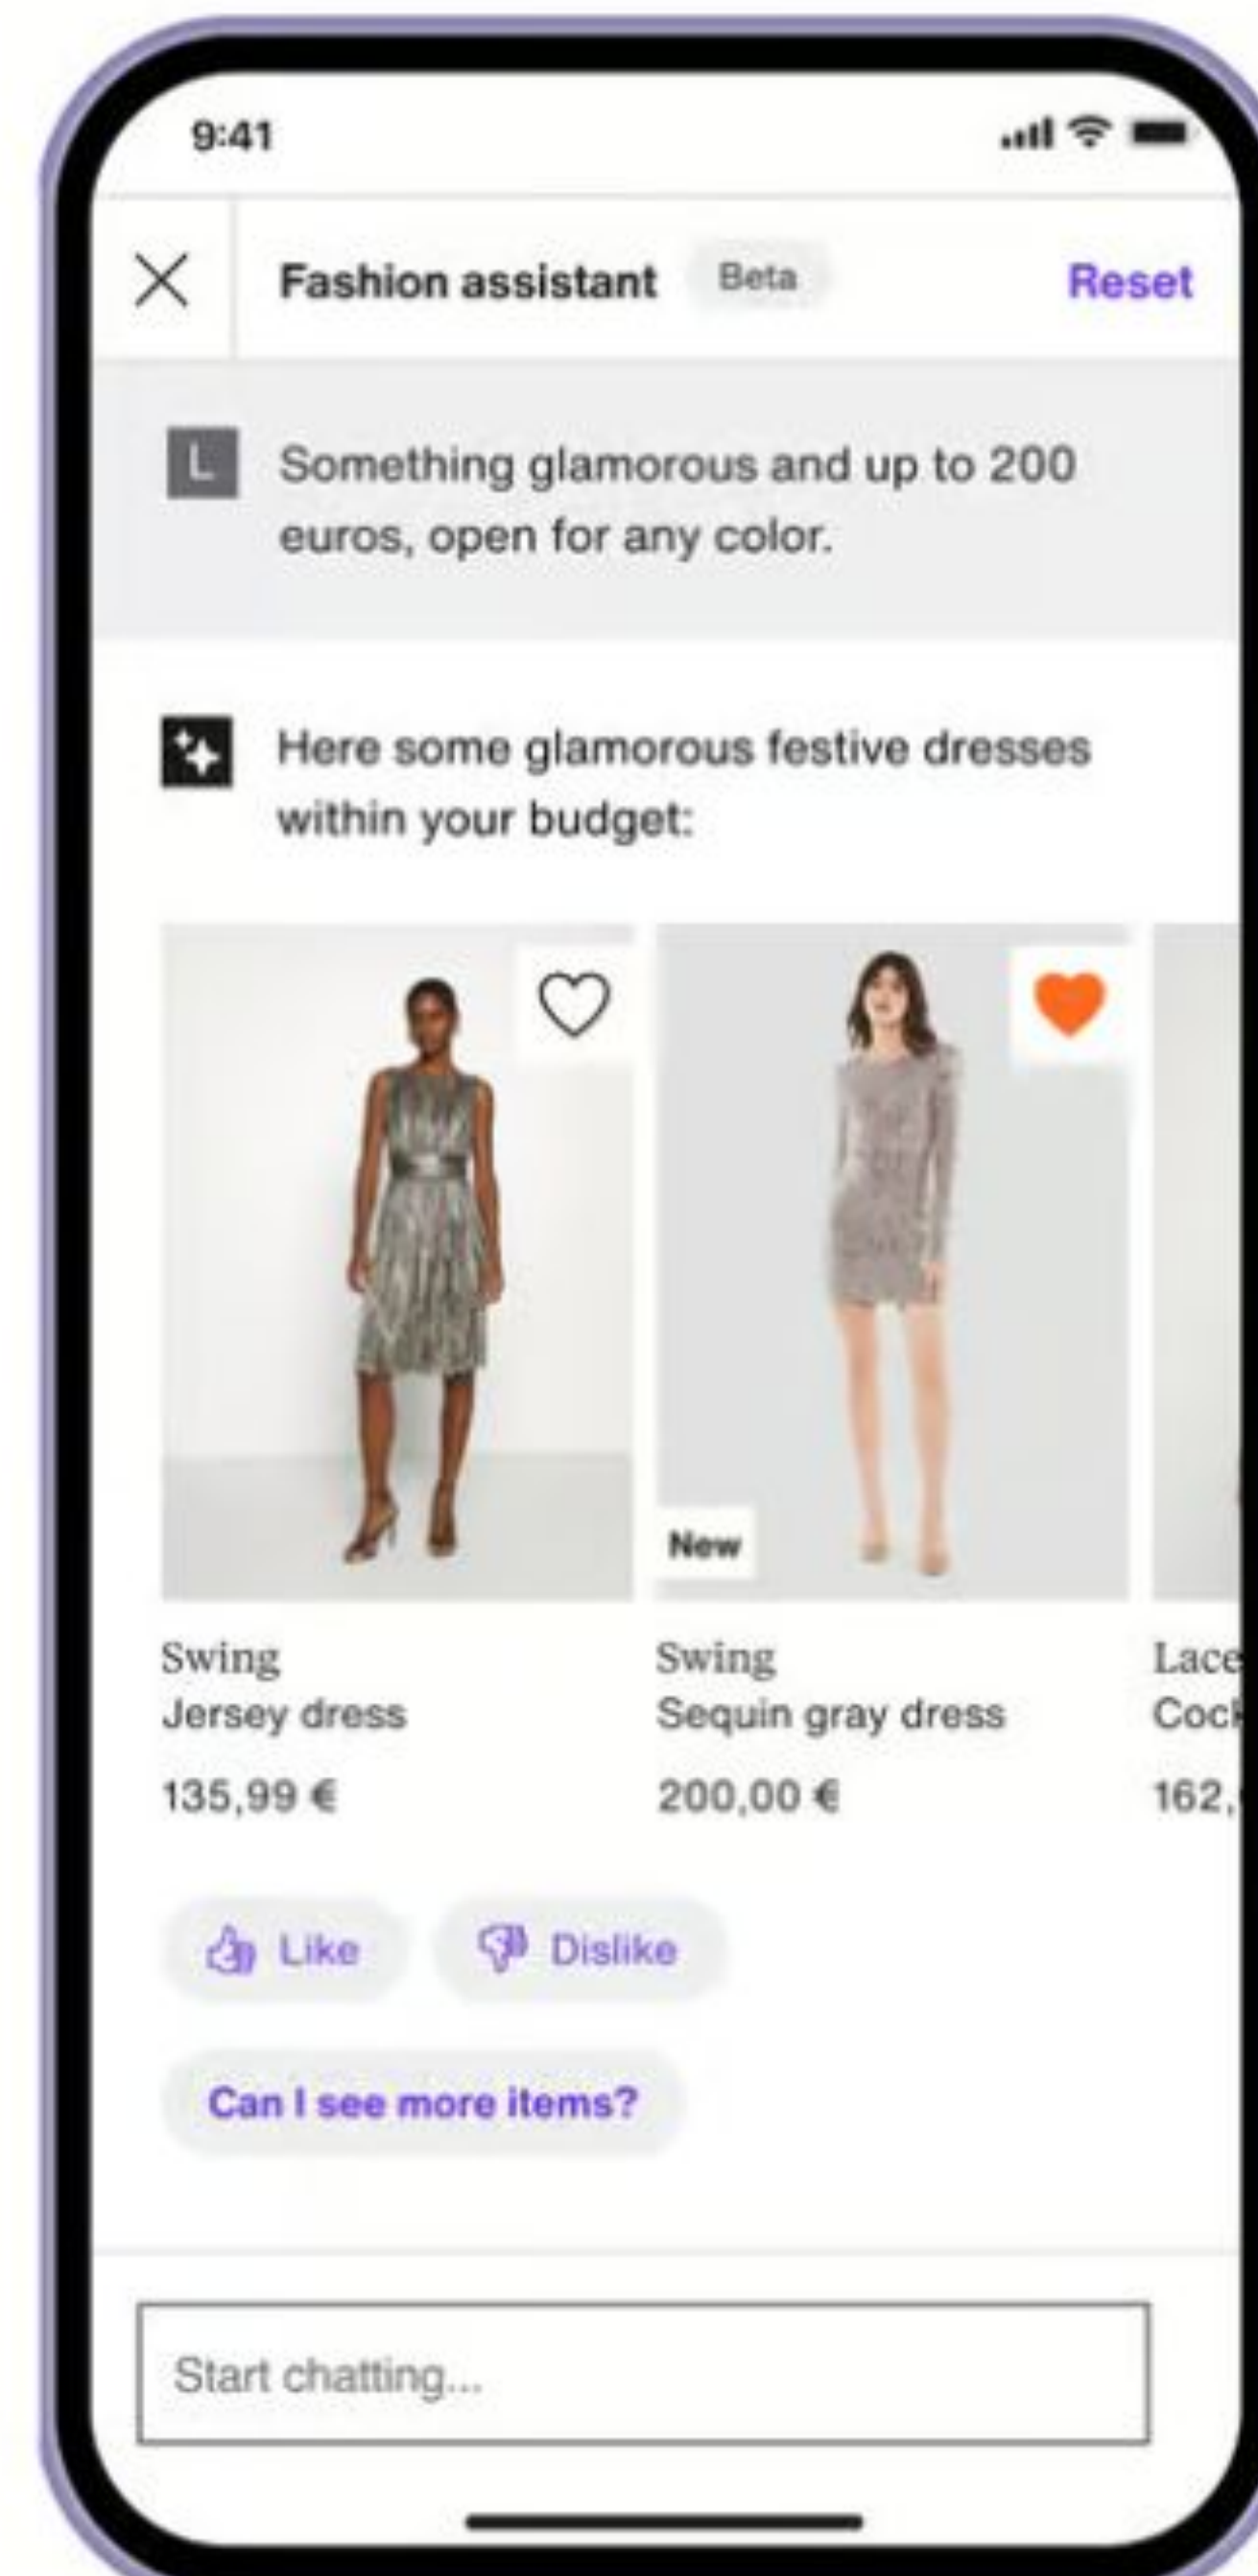 9:41
Fashion assistant Beta Reset
L Something glamorous and up to 200
euros, open for any color.
Here some glamorous festive dresses
within your budget:
New
Swing Swing Lace
Jersey dress Sequin gray dress
135,99 € 200,00 € 162,
Like Dislike
Can I see more items?
Start chatting...